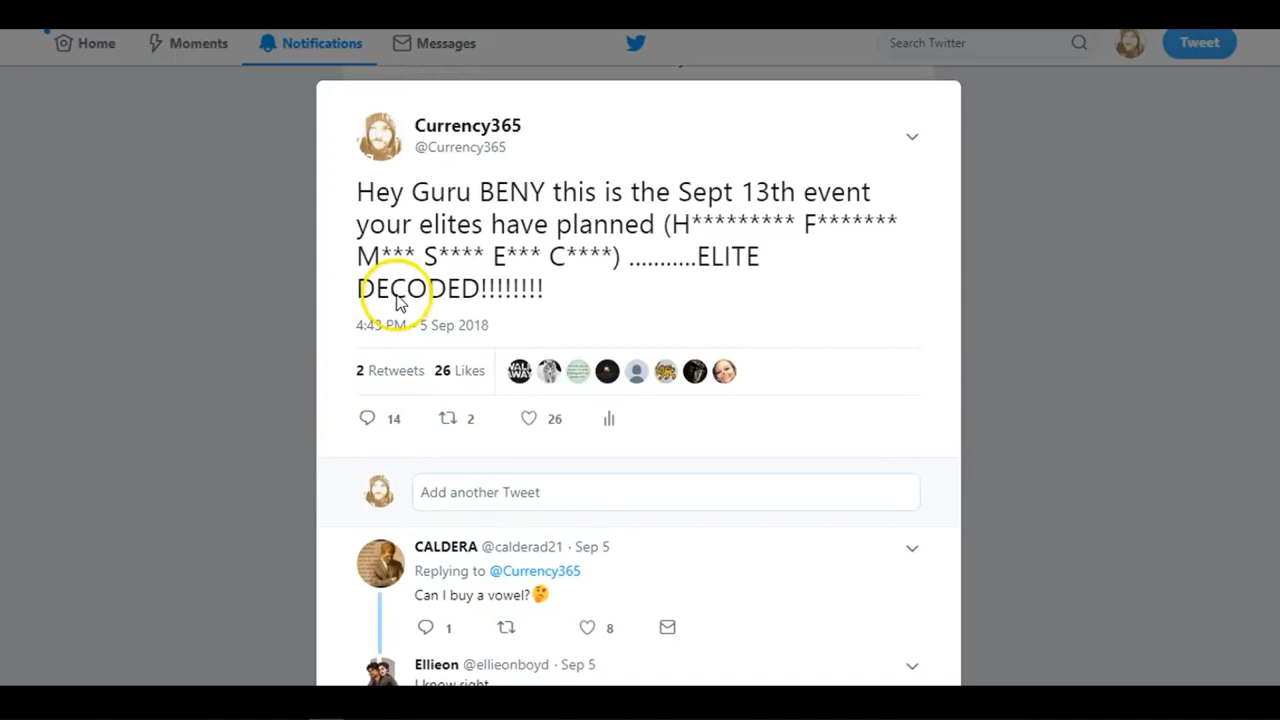 Home Moments Notifications Messages Search Twitter Tweet
Currency365
@Currency365
Hey Guru BENY this is the Sept 13th event
your elites have planned (H********* F*******
M*** S**** E*** C****) ...........ELITE
DECODED!!!!!!!!
4:43 PM - 5 Sep 2018
2 Retweets 26 Likes
14 2 26
Add another Tweet
CALDERA @calderad21 · Sep 5
Replying to @Currency365
Can I buy a vowel?🤔
1 8
Ellieon @ellieonboyd · Sep 5
I know right